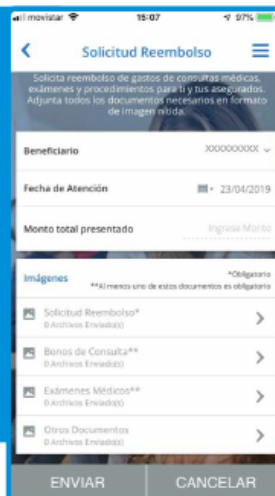 movistar 15:07 97%
Solicitud Reembolso
Solicita reembolso de gastos de consultas médicas,
exámenes y procedimientos para ti y tus asegurados.
Adjunta todos los documentos necesarios en formato
de imagen nítida.
Beneficiario XXXXXXXXX
Fecha de Atención 23/04/2019
Monto total presentado Ingresa Monto
Imágenes *Obligatorio
**Al menos uno de estos documentos es obligatorio
Solicitud Reembolso*
0 Archivos Enviado(s)
Bonos de Consulta**
0 Archivos Enviado(s)
Exámenes Médicos**
0 Archivos Enviado(s)
Otros Documentos
0 Archivos Enviado(s)
ENVIAR CANCELAR